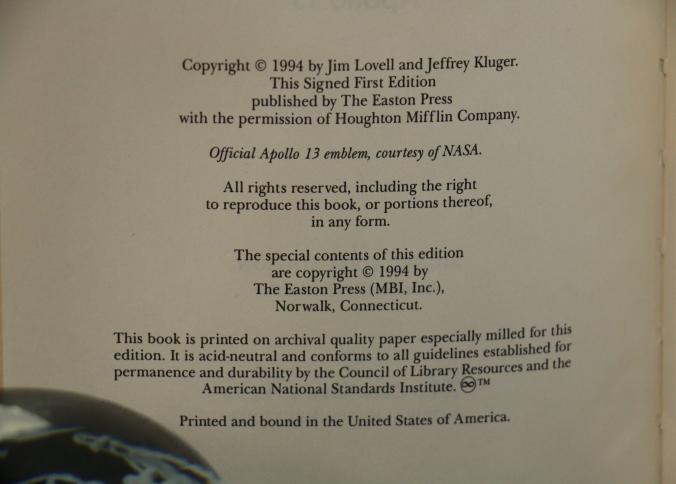 Copyright © 1994 by Jim Lovell and Jeffrey Kluger.
This Signed First Edition
published by The Easton Press
with the permission of Houghton Mifflin Company.
Official Apollo 13 emblem, courtesy of NASA.
All rights reserved, including the right
to reproduce this book, or portions thereof,
in any form.
The special contents of this edition
are copyright © 1994 by
The Easton Press (MBI, Inc.),
Norwalk, Connecticut.
This book is printed on archival quality paper especially milled for this
edition. It is acid-neutral and conforms to all guidelines established for
permanence and durability by the Council of Library Resources and the
American National Standards Institute. ♾™
Printed and bound in the United States of America.